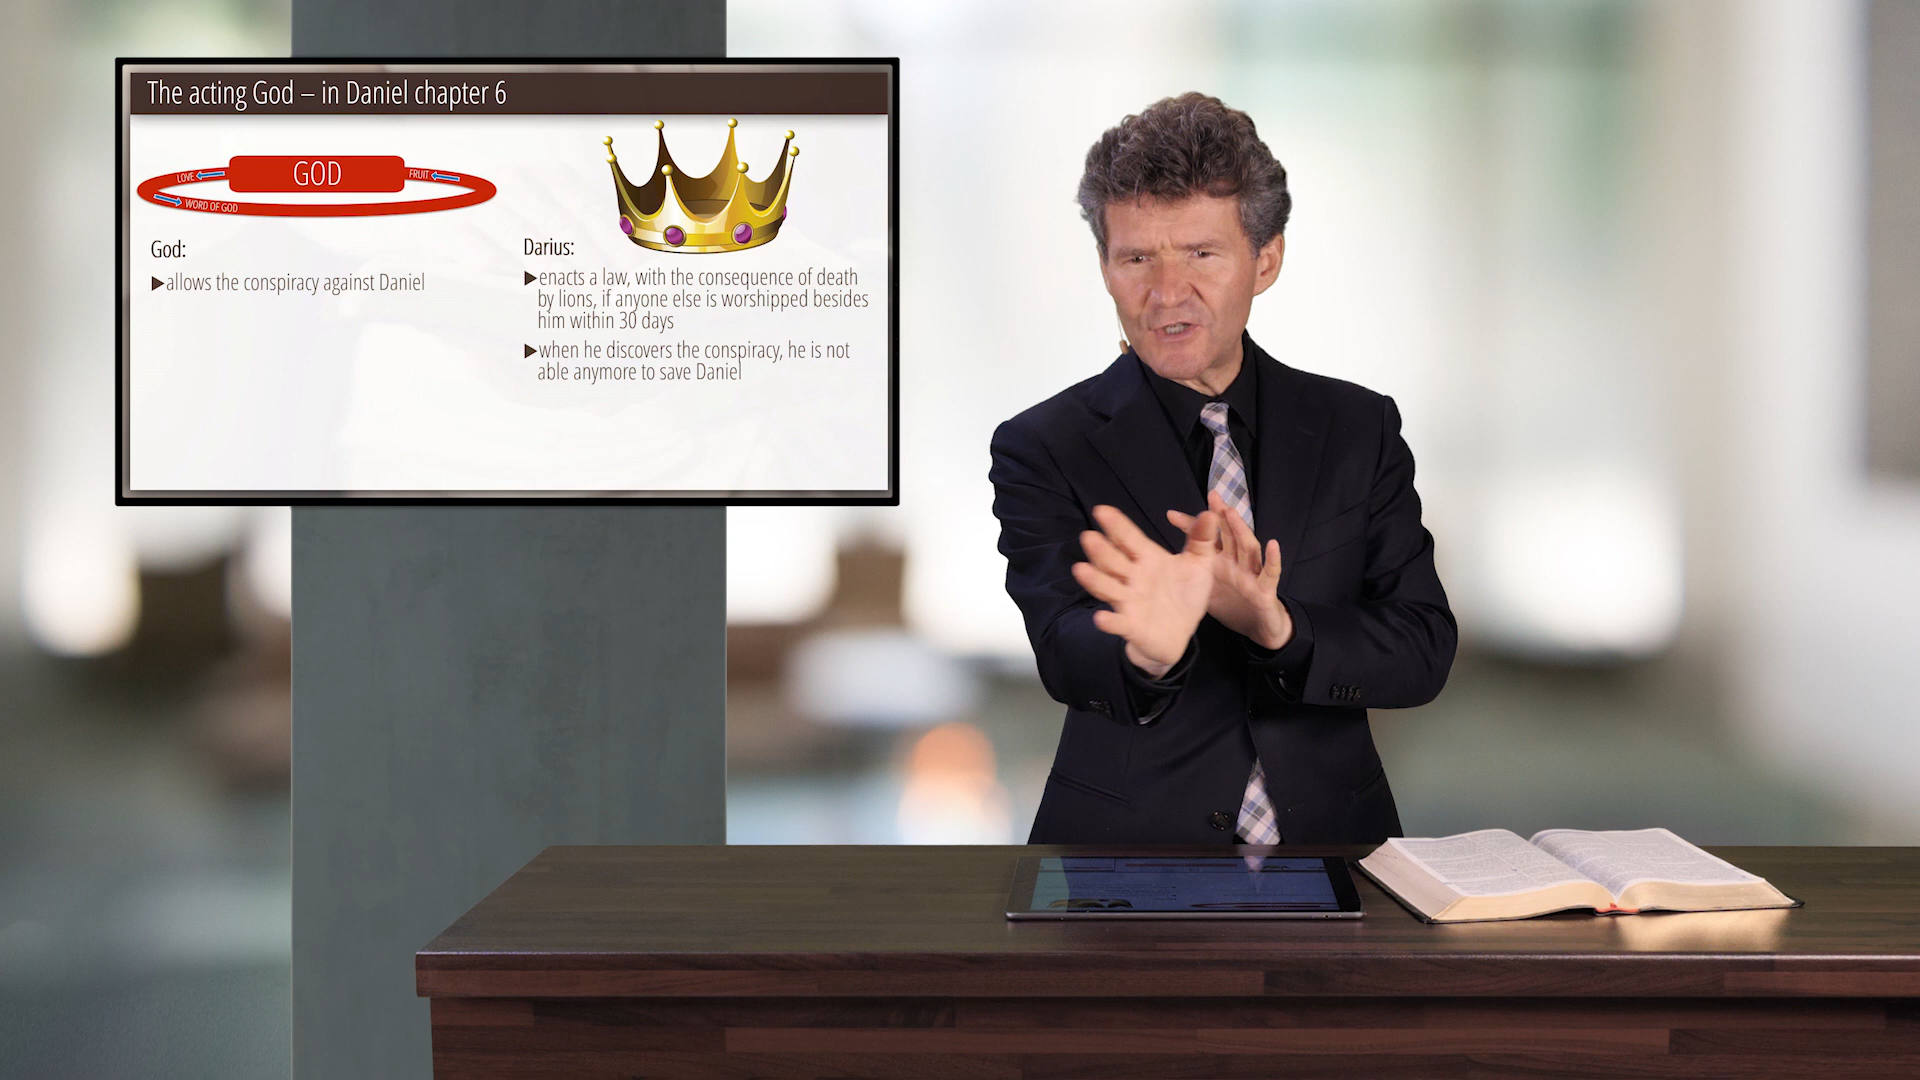 The acting God – in Daniel chapter 6
GOD
LOVE
FRUIT
WORD OF GOD
God:
▶allows the conspiracy against Daniel
Darius:
▶enacts a law, with the consequence of death
by lions, if anyone else is worshipped besides
him within 30 days
▶when he discovers the conspiracy, he is not
able anymore to save Daniel